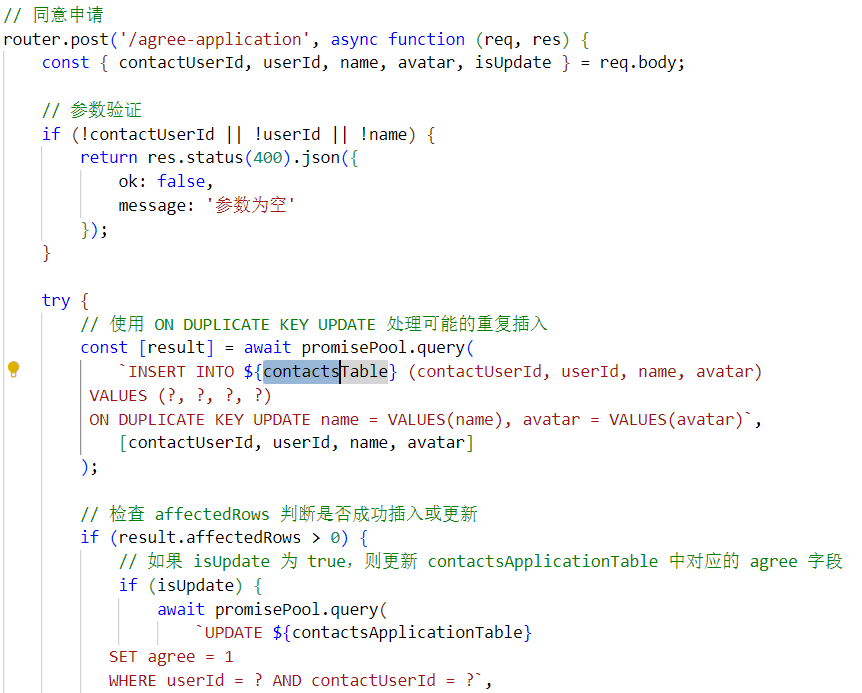 // 同意申请
router.post('/agree-application', async function (req, res) {
const { contactUserId, userId, name, avatar, isUpdate } = req.body;
// 参数验证
if (!contactUserId || !userId || !name) {
return res.status(400).json({
ok: false,
message: '参数为空'
});
}
try {
// 使用 ON DUPLICATE KEY UPDATE 处理可能的重复插入
const [result] = await promisePool.query(
`INSERT INTO ${contactsTable} (contactUserId, userId, name, avatar)
VALUES (?, ?, ?, ?)
ON DUPLICATE KEY UPDATE name = VALUES(name), avatar = VALUES(avatar)`,
[contactUserId, userId, name, avatar]
);
// 检查 affectedRows 判断是否成功插入或更新
if (result.affectedRows > 0) {
// 如果 isUpdate 为 true，则更新 contactsApplicationTable 中对应的 agree 字段
if (isUpdate) {
await promisePool.query(
`UPDATE ${contactsApplicationTable}
SET agree = 1
WHERE userId = ? AND contactUserId = ?`,